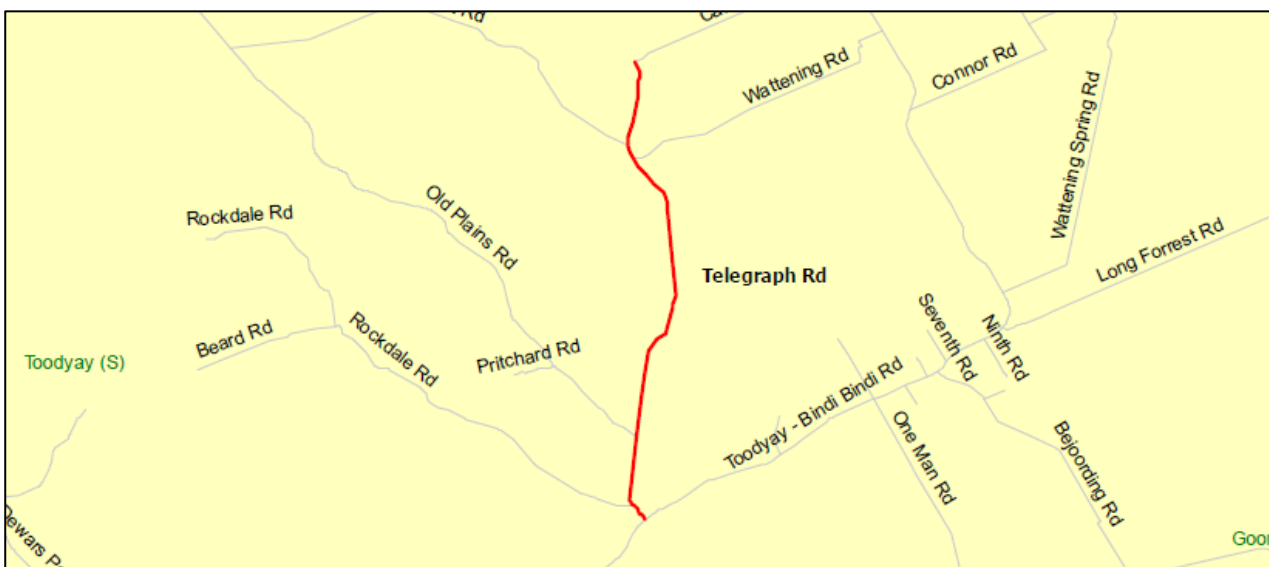 Wattening Rd
Connor Rd
Wattening Spring Rd
Rockdale Rd
Old Plains Rd
Long Forrest Rd
Telegraph Rd
Seventh Rd
Ninth Rd
Beard Rd
Rockdale Rd
Pritchard Rd
Toodyay (S)
Toodyay - Bindi Bindi Rd
One Man Rd
Bejoording Rd
Dewars